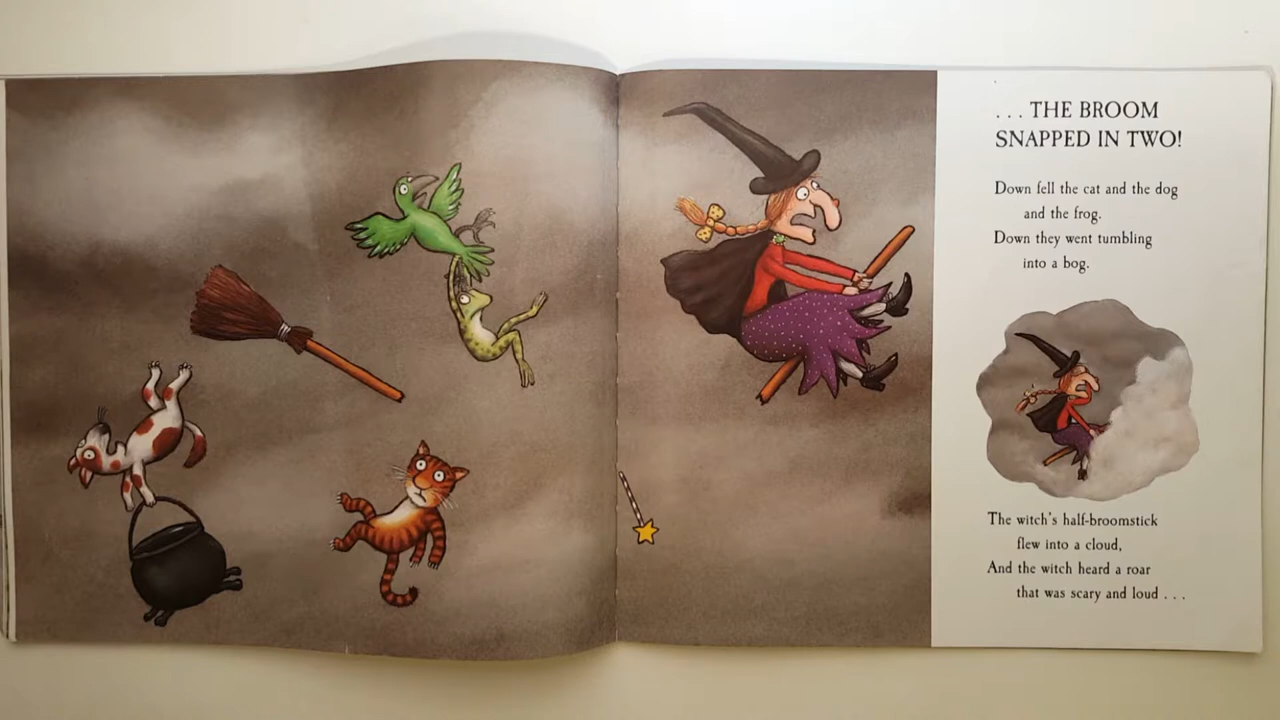 . . . THE BROOM
SNAPPED IN TWO!
Down fell the cat and the dog
and the frog.
Down they went tumbling
into a bog.
The witch's half-broomstick
flew into a cloud,
And the witch heard a roar
that was scary and loud . . .